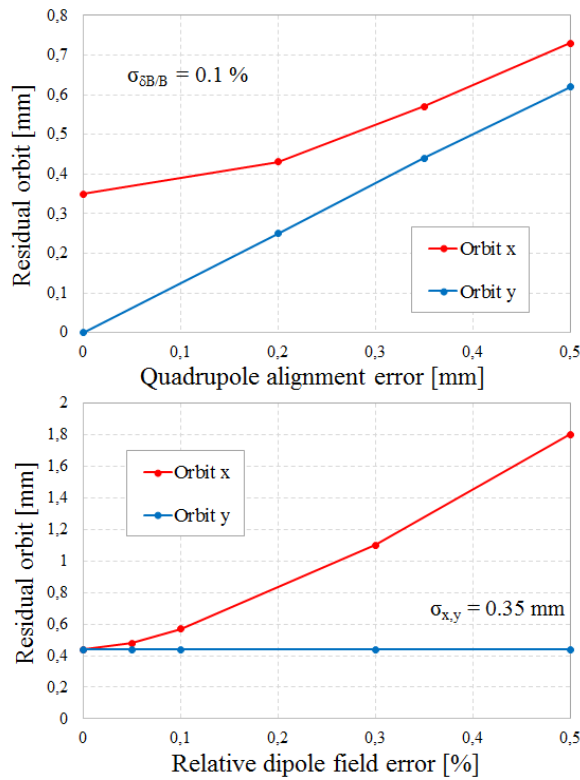 0,8
0,7
0,6
0,5
0,4
0,3
0,2
0,1
0
Residual orbit [mm]
σδB/B = 0.1 %
Orbit x
Orbit y
0 0,1 0,2 0,3 0,4 0,5
Quadrupole alignment error [mm]
2
1,8
1,6
1,4
1,2
1
0,8
0,6
0,4
0,2
0
Residual orbit [mm]
Orbit x
Orbit y
σx,y = 0.35 mm
0 0,1 0,2 0,3 0,4 0,5
Relative dipole field error [%]